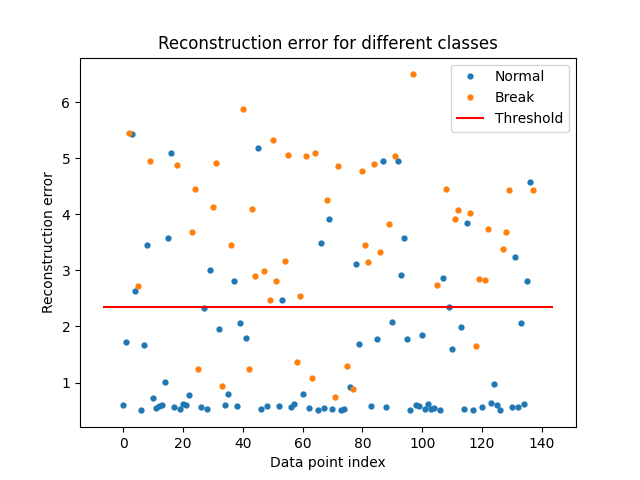 Reconstruction error for different classes
Normal
Break
Threshold
Reconstruction error
6
5
4
3
2
1
0 20 40 60 80 100 120 140
Data point index